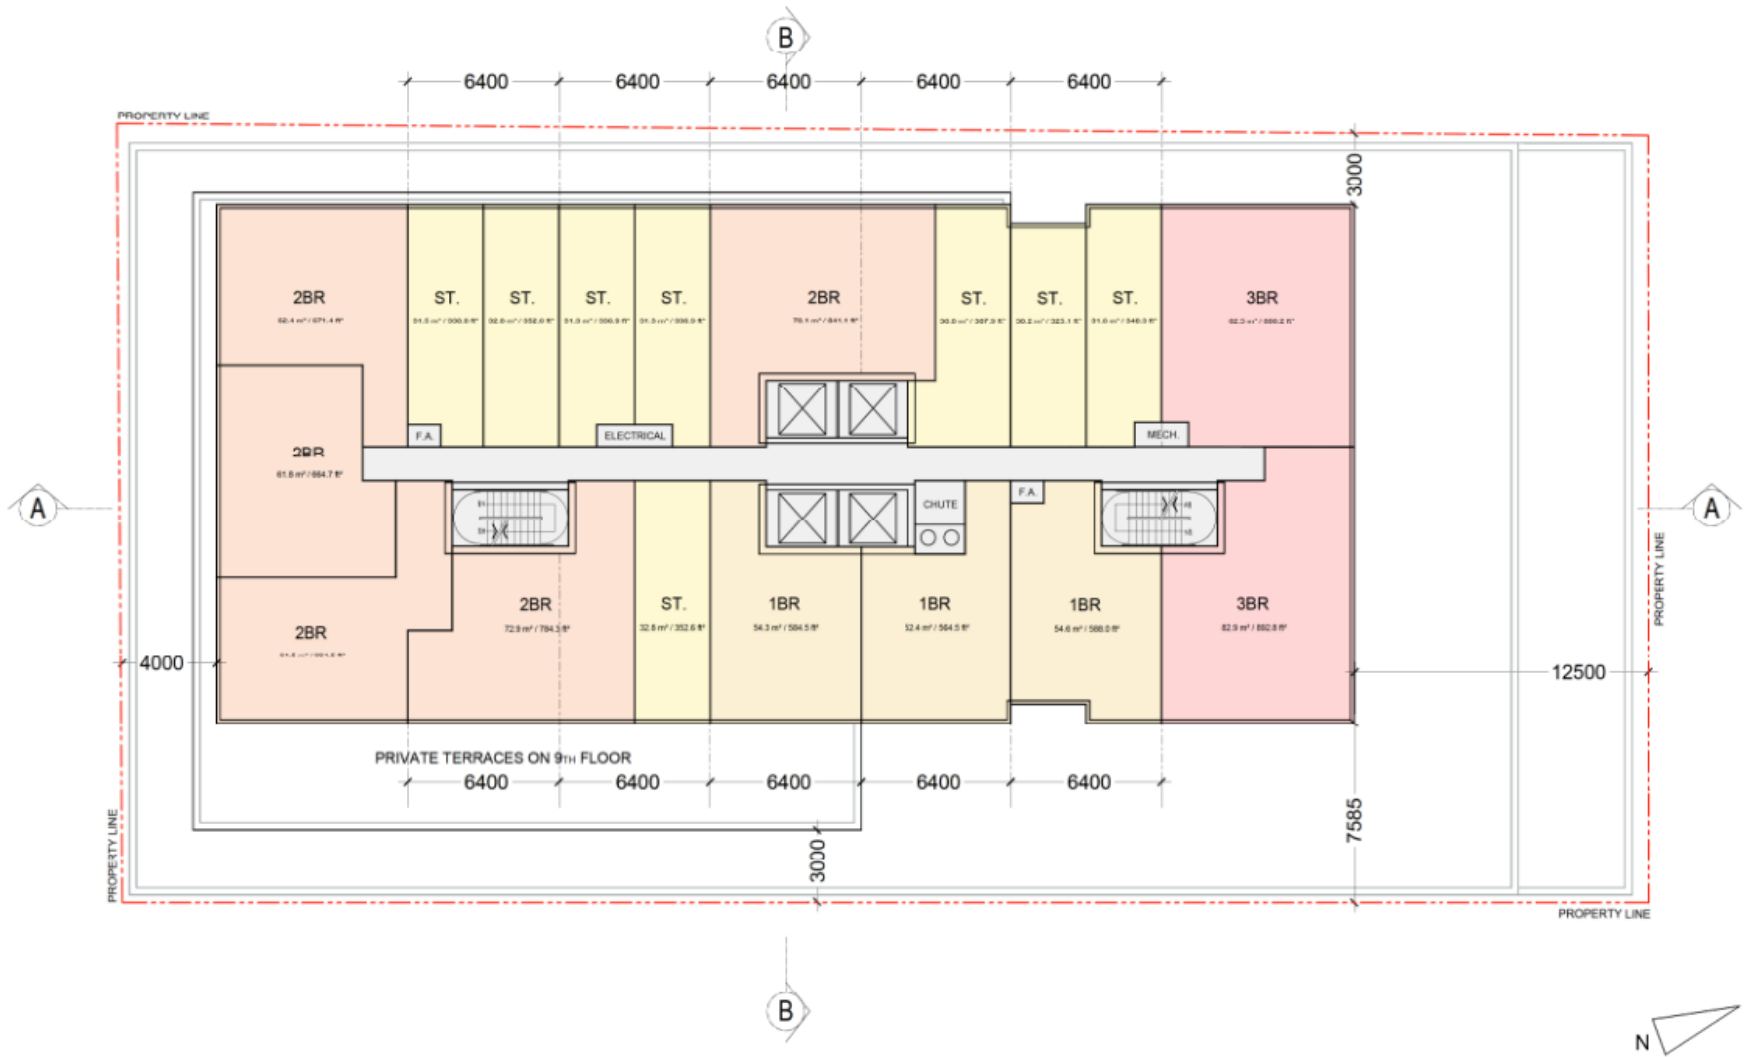 B
6400 6400 6400 6400 6400
PROPERTY LINE
3000
2BR ST. ST. ST. ST. 2BR ST. ST. ST. 3BR
F.A. ELECTRICAL MECH.
2BR
61.8 m² / 664.7 ft²
CHUTE F.A.
A A
PROPERTY LINE
2BR 1BR 1BR 1BR 3BR
ST.
72.9 m² / 784.3 ft² 32.8 m² / 352.6 ft² 54.3 m² / 584.5 ft² 52.4 m² / 564.5 ft² 54.6 m² / 588.0 ft² 82.9 m² / 892.8 ft²
2BR
4000 12500
PRIVATE TERRACES ON 9TH FLOOR
6400 6400 6400 6400 6400
PROPERTY LINE
3000
7585
PROPERTY LINE
B
N